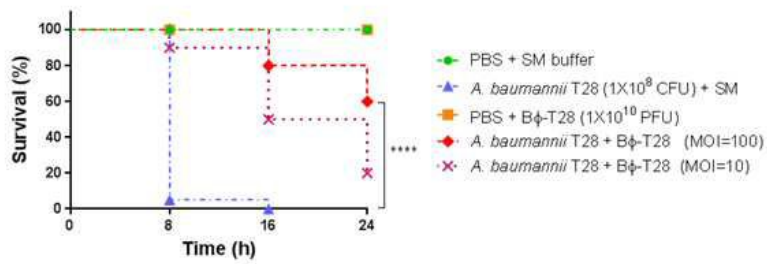 100
80
60
40
20
0
Survival (%)
0 8 16 24
Time (h)
****
PBS + SM buffer
A. baumannii T28 (1X10⁸ CFU) + SM
PBS + Bϕ-T28 (1X10¹⁰ PFU)
A. baumannii T28 + Bϕ-T28 (MOI=100)
A. baumannii T28 + Bϕ-T28 (MOI=10)